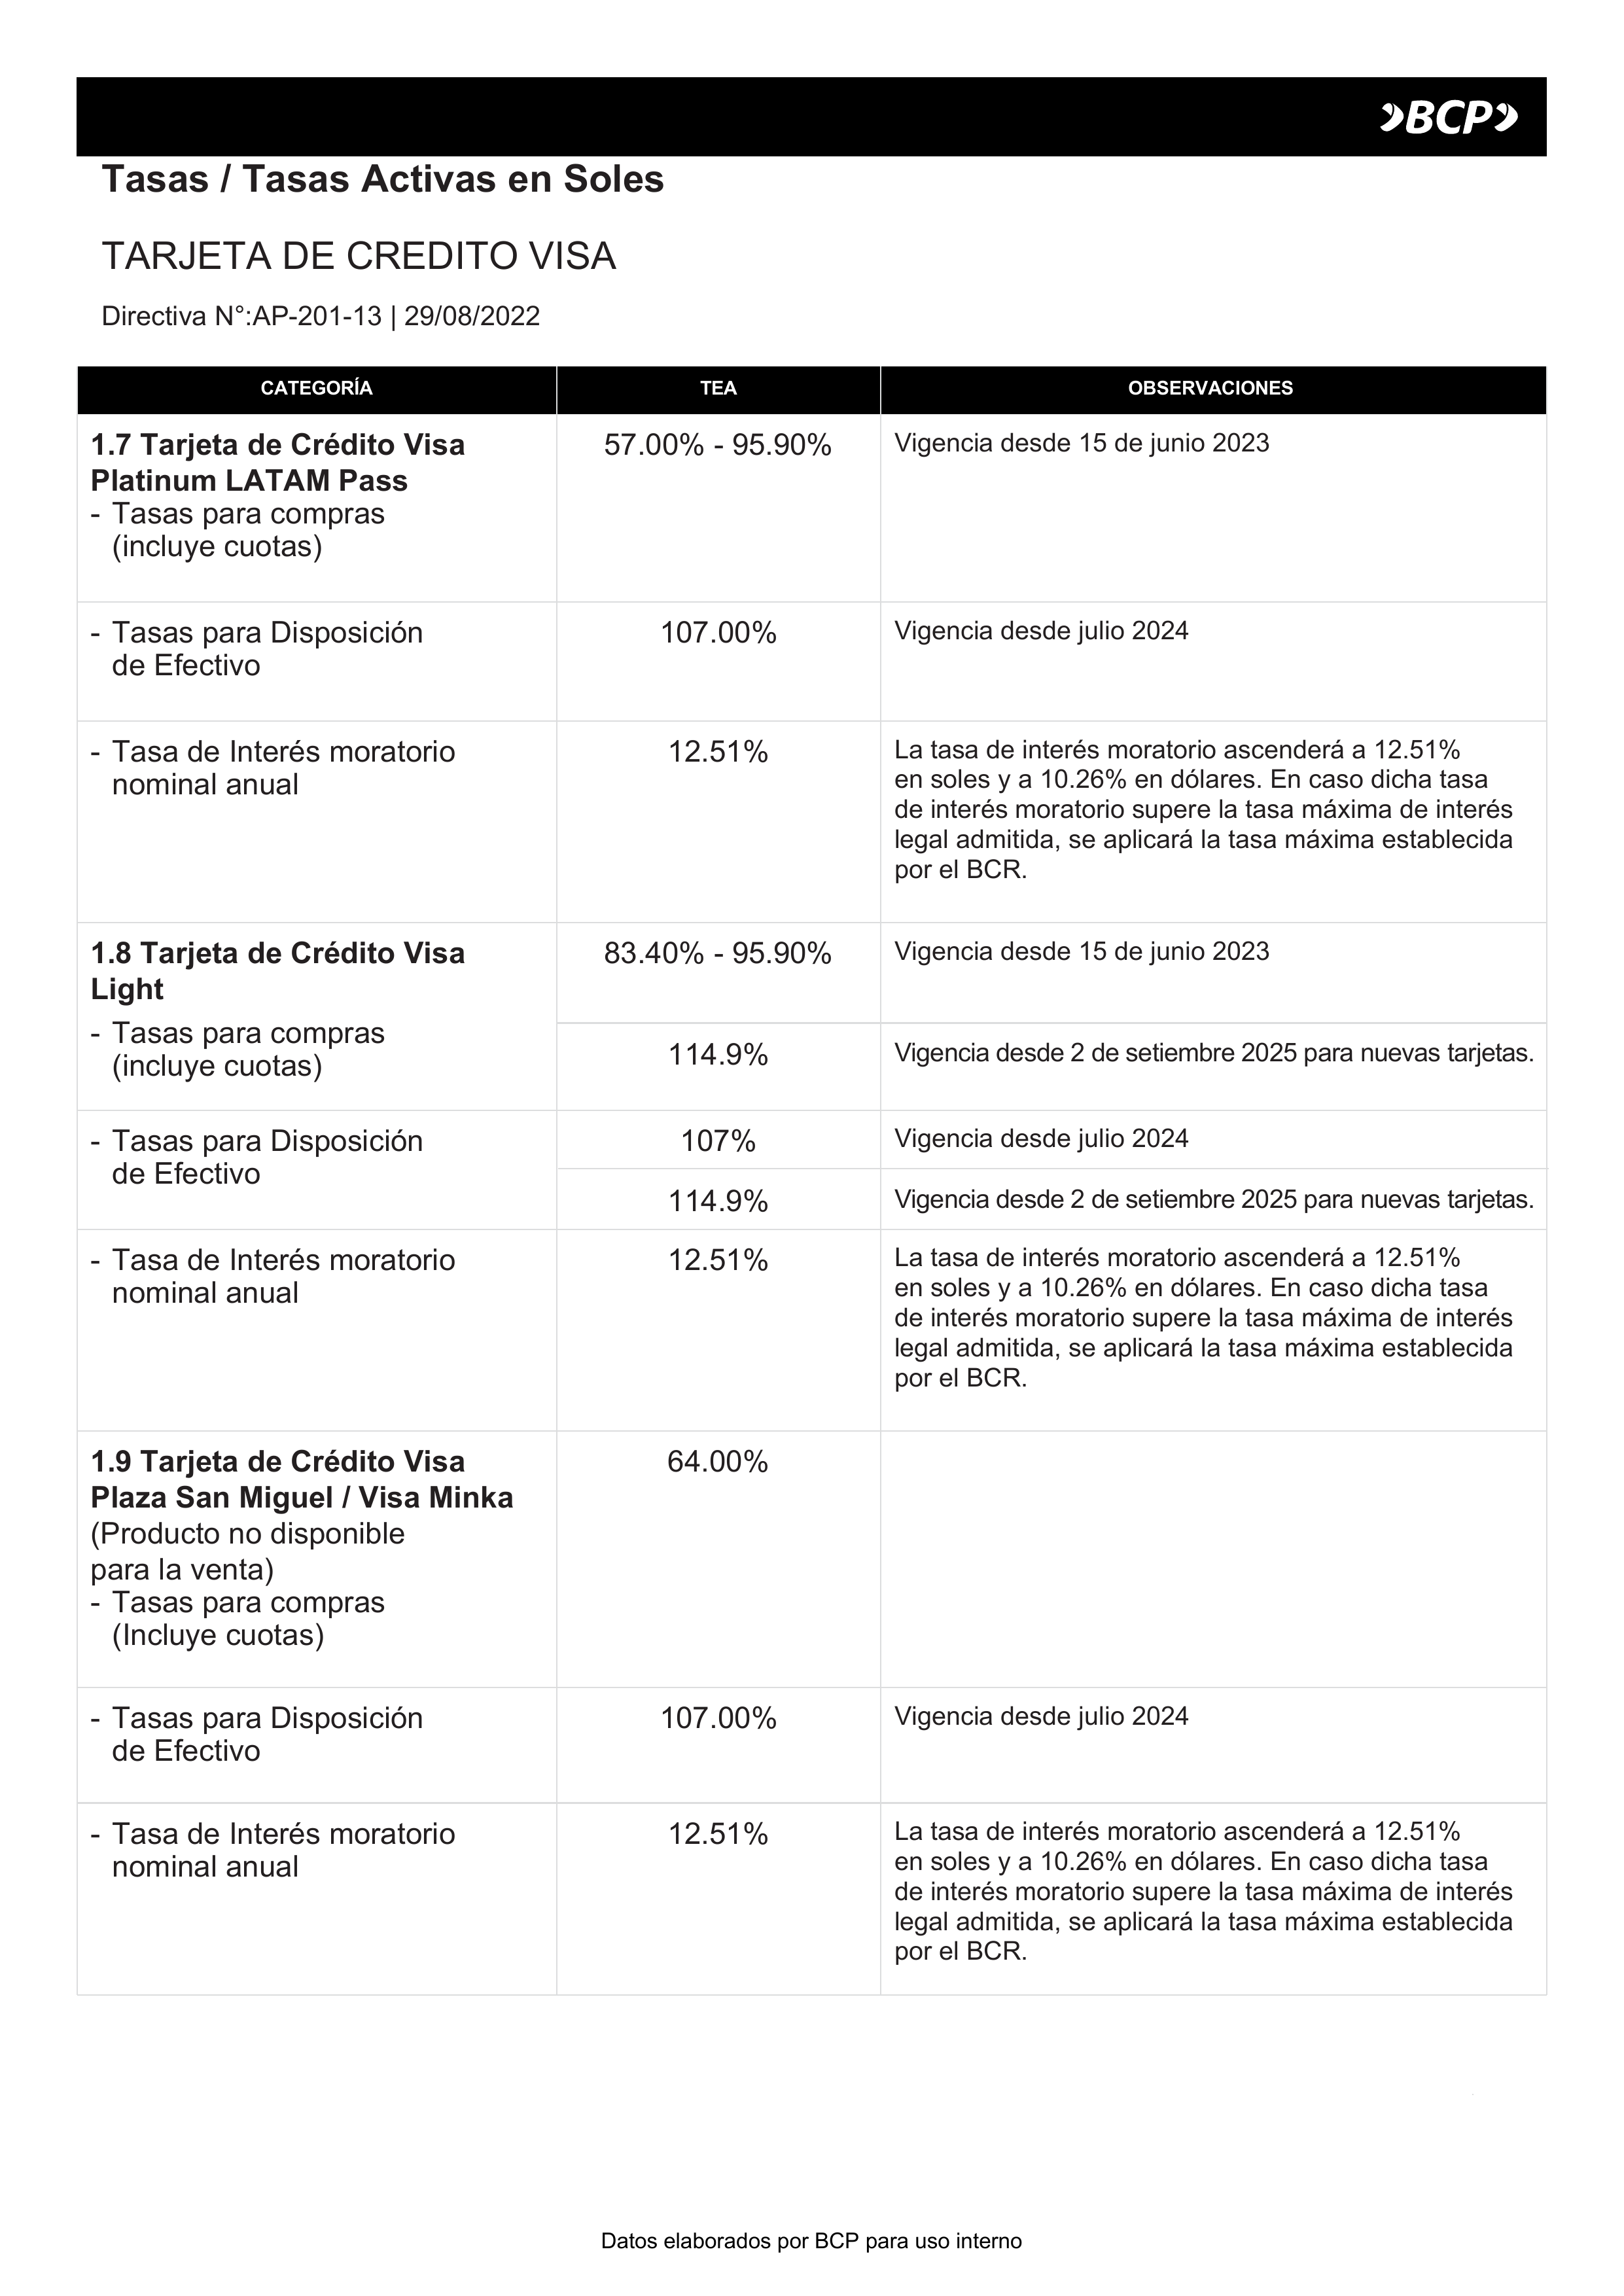 BCP
Tasas / Tasas Activas en Soles
TARJETA DE CREDITO VISA
Directiva N°:AP-201-13 | 29/08/2022
CATEGORÍA TEA OBSERVACIONES
1.7 Tarjeta de Crédito Visa 57.00% - 95.90% Vigencia desde 15 de junio 2023
Platinum LATAM Pass
- Tasas para compras
(incluye cuotas)
- Tasas para Disposición 107.00% Vigencia desde julio 2024
de Efectivo
- Tasa de Interés moratorio 12.51% La tasa de interés moratorio ascenderá a 12.51%
nominal anual en soles y a 10.26% en dólares. En caso dicha tasa
de interés moratorio supere la tasa máxima de interés
legal admitida, se aplicará la tasa máxima establecida
por el BCR.
1.8 Tarjeta de Crédito Visa 83.40% - 95.90% Vigencia desde 15 de junio 2023
Light
- Tasas para compras
(incluye cuotas) 114.9% Vigencia desde 2 de setiembre 2025 para nuevas tarjetas.
- Tasas para Disposición 107% Vigencia desde julio 2024
de Efectivo
114.9% Vigencia desde 2 de setiembre 2025 para nuevas tarjetas.
- Tasa de Interés moratorio 12.51% La tasa de interés moratorio ascenderá a 12.51%
nominal anual en soles y a 10.26% en dólares. En caso dicha tasa
de interés moratorio supere la tasa máxima de interés
legal admitida, se aplicará la tasa máxima establecida
por el BCR.
1.9 Tarjeta de Crédito Visa 64.00%
Plaza San Miguel / Visa Minka
(Producto no disponible
para la venta)
- Tasas para compras
(Incluye cuotas)
- Tasas para Disposición 107.00% Vigencia desde julio 2024
de Efectivo
- Tasa de Interés moratorio 12.51% La tasa de interés moratorio ascenderá a 12.51%
nominal anual en soles y a 10.26% en dólares. En caso dicha tasa
de interés moratorio supere la tasa máxima de interés
legal admitida, se aplicará la tasa máxima establecida
por el BCR.
Datos elaborados por BCP para uso interno